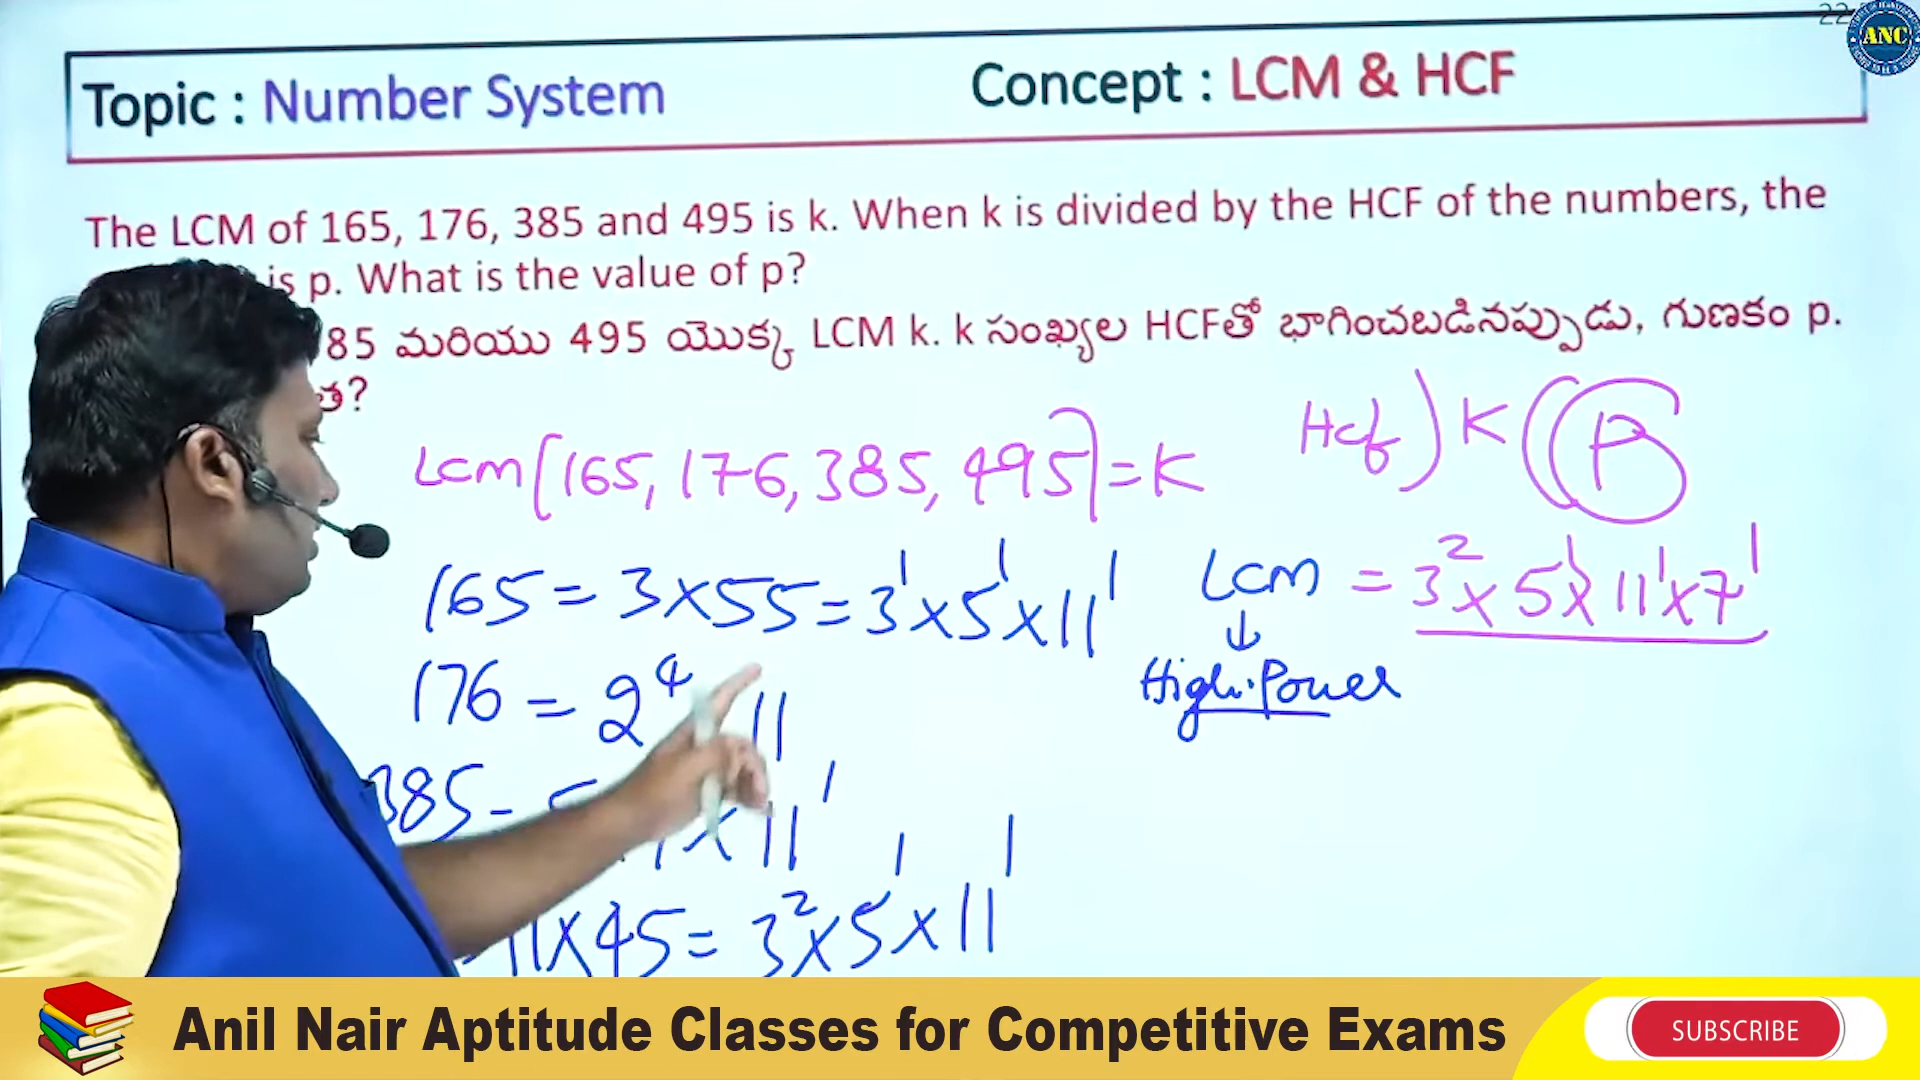 22
ANC
Topic : Number System
Concept : LCM & HCF
The LCM of 165, 176, 385 and 495 is k. When k is divided by the HCF of the numbers, the
is p. What is the value of p?
85 మరియు 495 యొక్క LCM k. k సంఖ్యల HCFతో భాగించబడినప్పుడు, గుణకం p.
త?
Hcf ) K ( P
Lcm [165, 176, 385, 495] = K
165 = 3 × 55 = 3¹ × 5¹ × 11¹
LCM = 3² × 5¹ × 11¹ × 7¹
↓
High.Power
176 = 2⁴ 11
385 - 5 × 11¹
11 × 45 = 3² × 5¹ × 11¹
Anil Nair Aptitude Classes for Competitive Exams
SUBSCRIBE